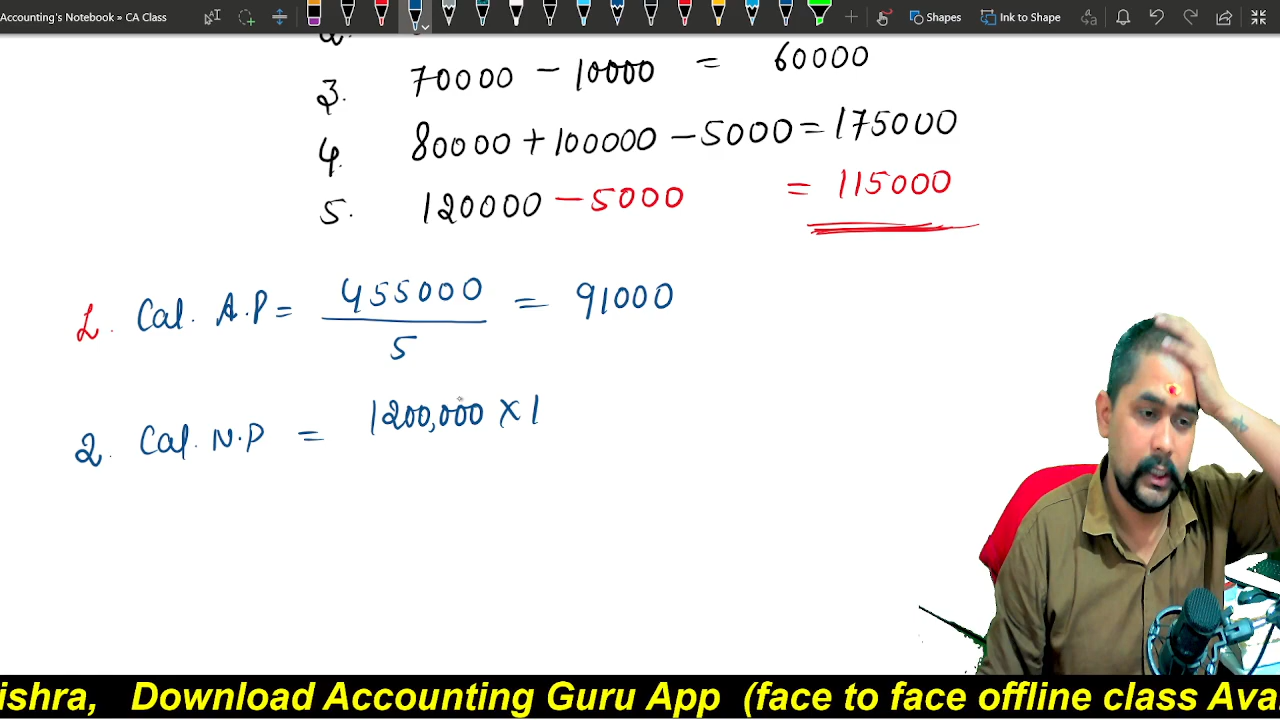 Accounting's Notebook » CA Class
Shapes
Ink to Shape
2.
3. 70000 - 10000 = 60000
4. 80000 + 100000 - 5000 = 175000
5. 120000 - 5000 = 115000
1. Cal. A.P = 455000 / 5 = 91000
2. Cal. N.P = 1200,000 × 1
ishra, Download Accounting Guru App (face to face offline class Ava